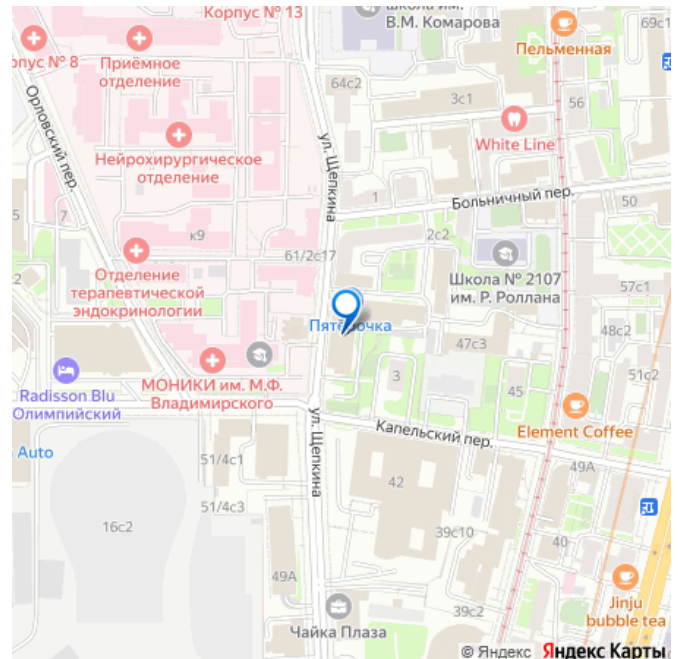 Корпус № 13
школа им.
В.М. Комарова
69с1
Пельменная
орпус № 8
Приёмное
отделение
64с2
3с1
56
White Line
Орловский пер.
ул. Щепкина
Нейрохирургическое
отделение
1
Больничный пер.
5
7
к9
50
2с2
61/2с17
Отделение
терапевтической
эндокринологии
Школа № 2107
им. Р. Роллана
2
57с1
Пятёрочка
48с2
47с3
51с2
3
45
МОНИКИ им. М.Ф.
Владимирского
Radisson Blu
Олимпийский
Element Coffee
ул. Щепкина
Капельский пер.
Auto
51/4с1
49А
42
51/4с3
16с2
39с10
40
49А
39с2
Jinju
bubble tea
Чайка Плаза
© Яндекс Яндекс Карты